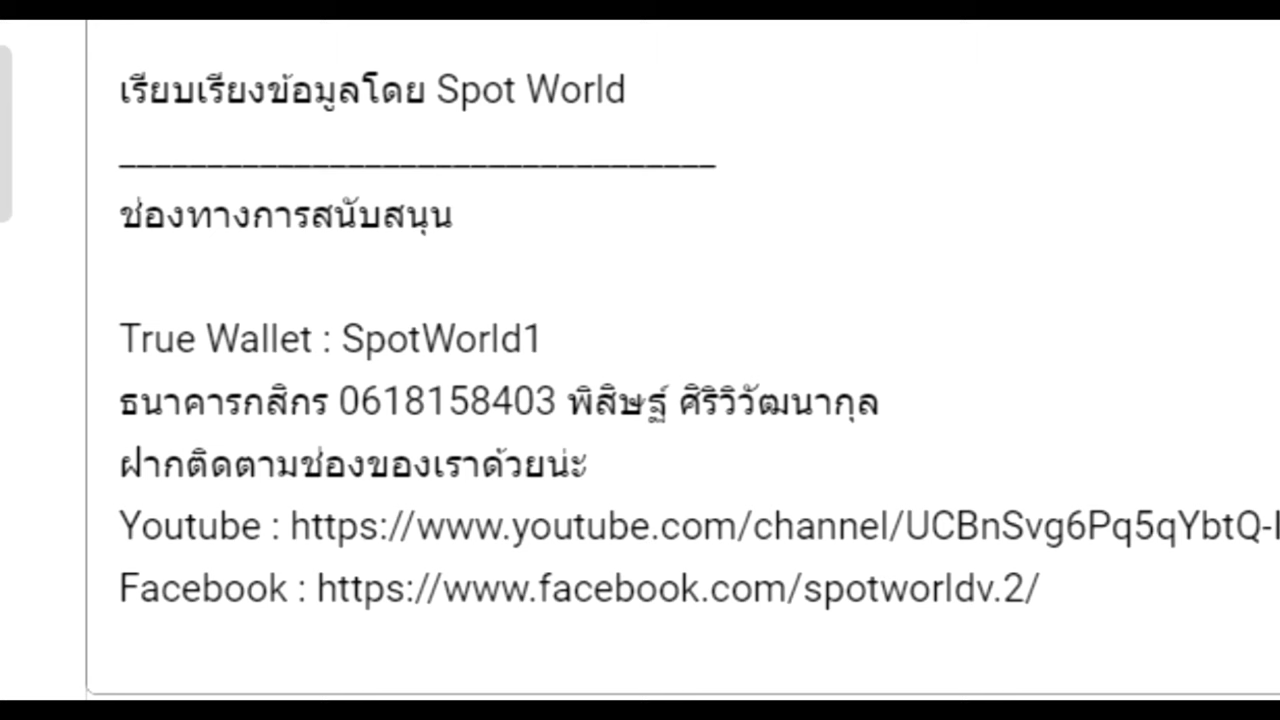 เรียบเรียงข้อมูลโดย Spot World
__________________________________
ช่องทางการสนับสนุน
True Wallet : SpotWorld1
ธนาคารกสิกร 0618158403 พิสิษฐ์ ศิริวิวัฒนากุล
ฝากติดตามช่องของเราด้วยน่ะ
Youtube : https://www.youtube.com/channel/UCBnSvg6Pq5qYbtQ-
Facebook : https://www.facebook.com/spotworldv.2/